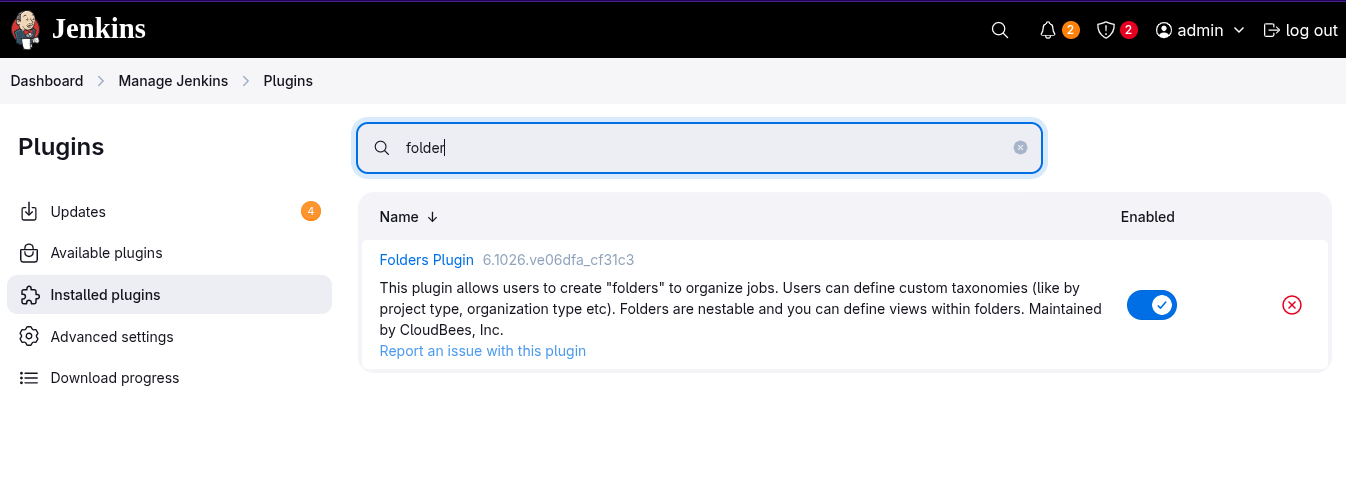 Jenkins
2
2
admin
log out
Dashboard
Manage Jenkins
Plugins
Plugins
Updates
4
Available plugins
Installed plugins
Advanced settings
Download progress
folder
Name ↓
Enabled
Folders Plugin 6.1026.ve06dfa_cf31c3
This plugin allows users to create "folders" to organize jobs. Users can define custom taxonomies (like by
project type, organization type etc). Folders are nestable and you can define views within folders. Maintained
by CloudBees, Inc.
Report an issue with this plugin